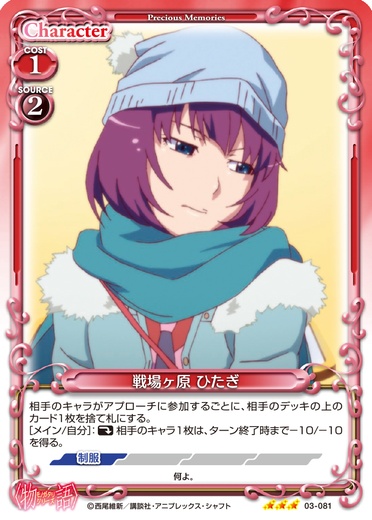 Precious Memories
Character
COST
1
SOURCE
2
戦場ヶ原 ひたぎ
相手のキャラがアプローチに参加するごとに、相手のデッキの上の
カード1枚を捨て札にする。
[メイン/自分]: 相手のキャラ1枚は、ターン終了時まで−10/−10
を得る。
制服
何よ。
物語
©西尾維新/講談社・アニプレックス・シャフト
03-081